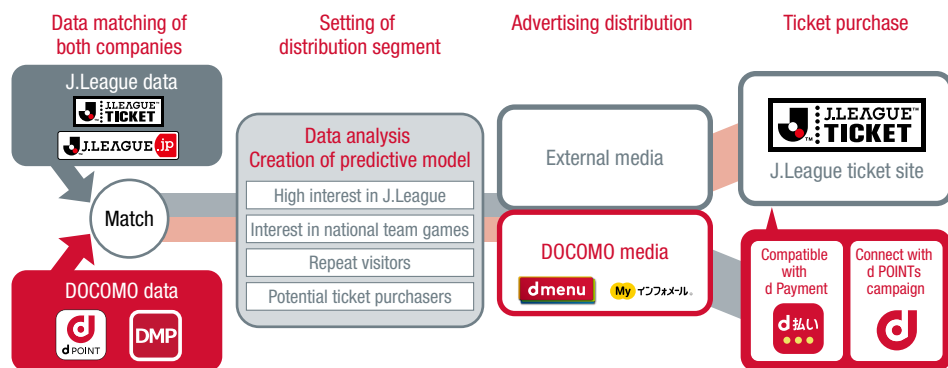 Data matching of
both companies
Setting of
distribution segment
Advertising distribution
Ticket purchase
J.League data
J.LEAGUE™
TICKET
J.LEAGUE.jp
Match
DOCOMO data
d POINT
DMP
Data analysis
Creation of predictive model
High interest in J.League
Interest in national team games
Repeat visitors
Potential ticket purchasers
External media
DOCOMO media
dmenu
My インフォメール®
J.LEAGUE™
TICKET
J.League ticket site
Compatible
with
d Payment
d払い
Connect with
d POINTs
campaign
d